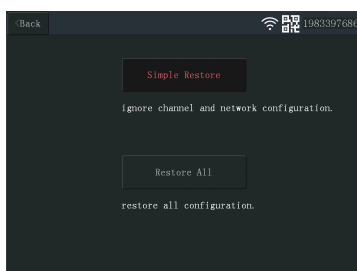 <Back
1983397686
Simple Restore
ignore channel and network configuration.
Restore All
restore all configuration.